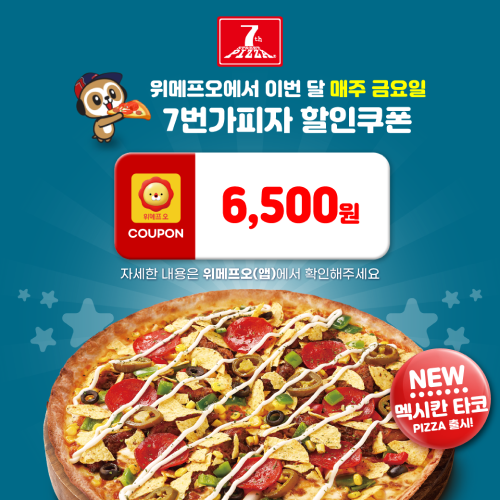 7th
STREET PIZZA
위메프오에서 이번 달 매주 금요일
7번가피자 할인쿠폰
위메프오
COUPON
6,500원
자세한 내용은 위메프오(앱)에서 확인해주세요
NEW
멕시칸 타코
PIZZA 출시!